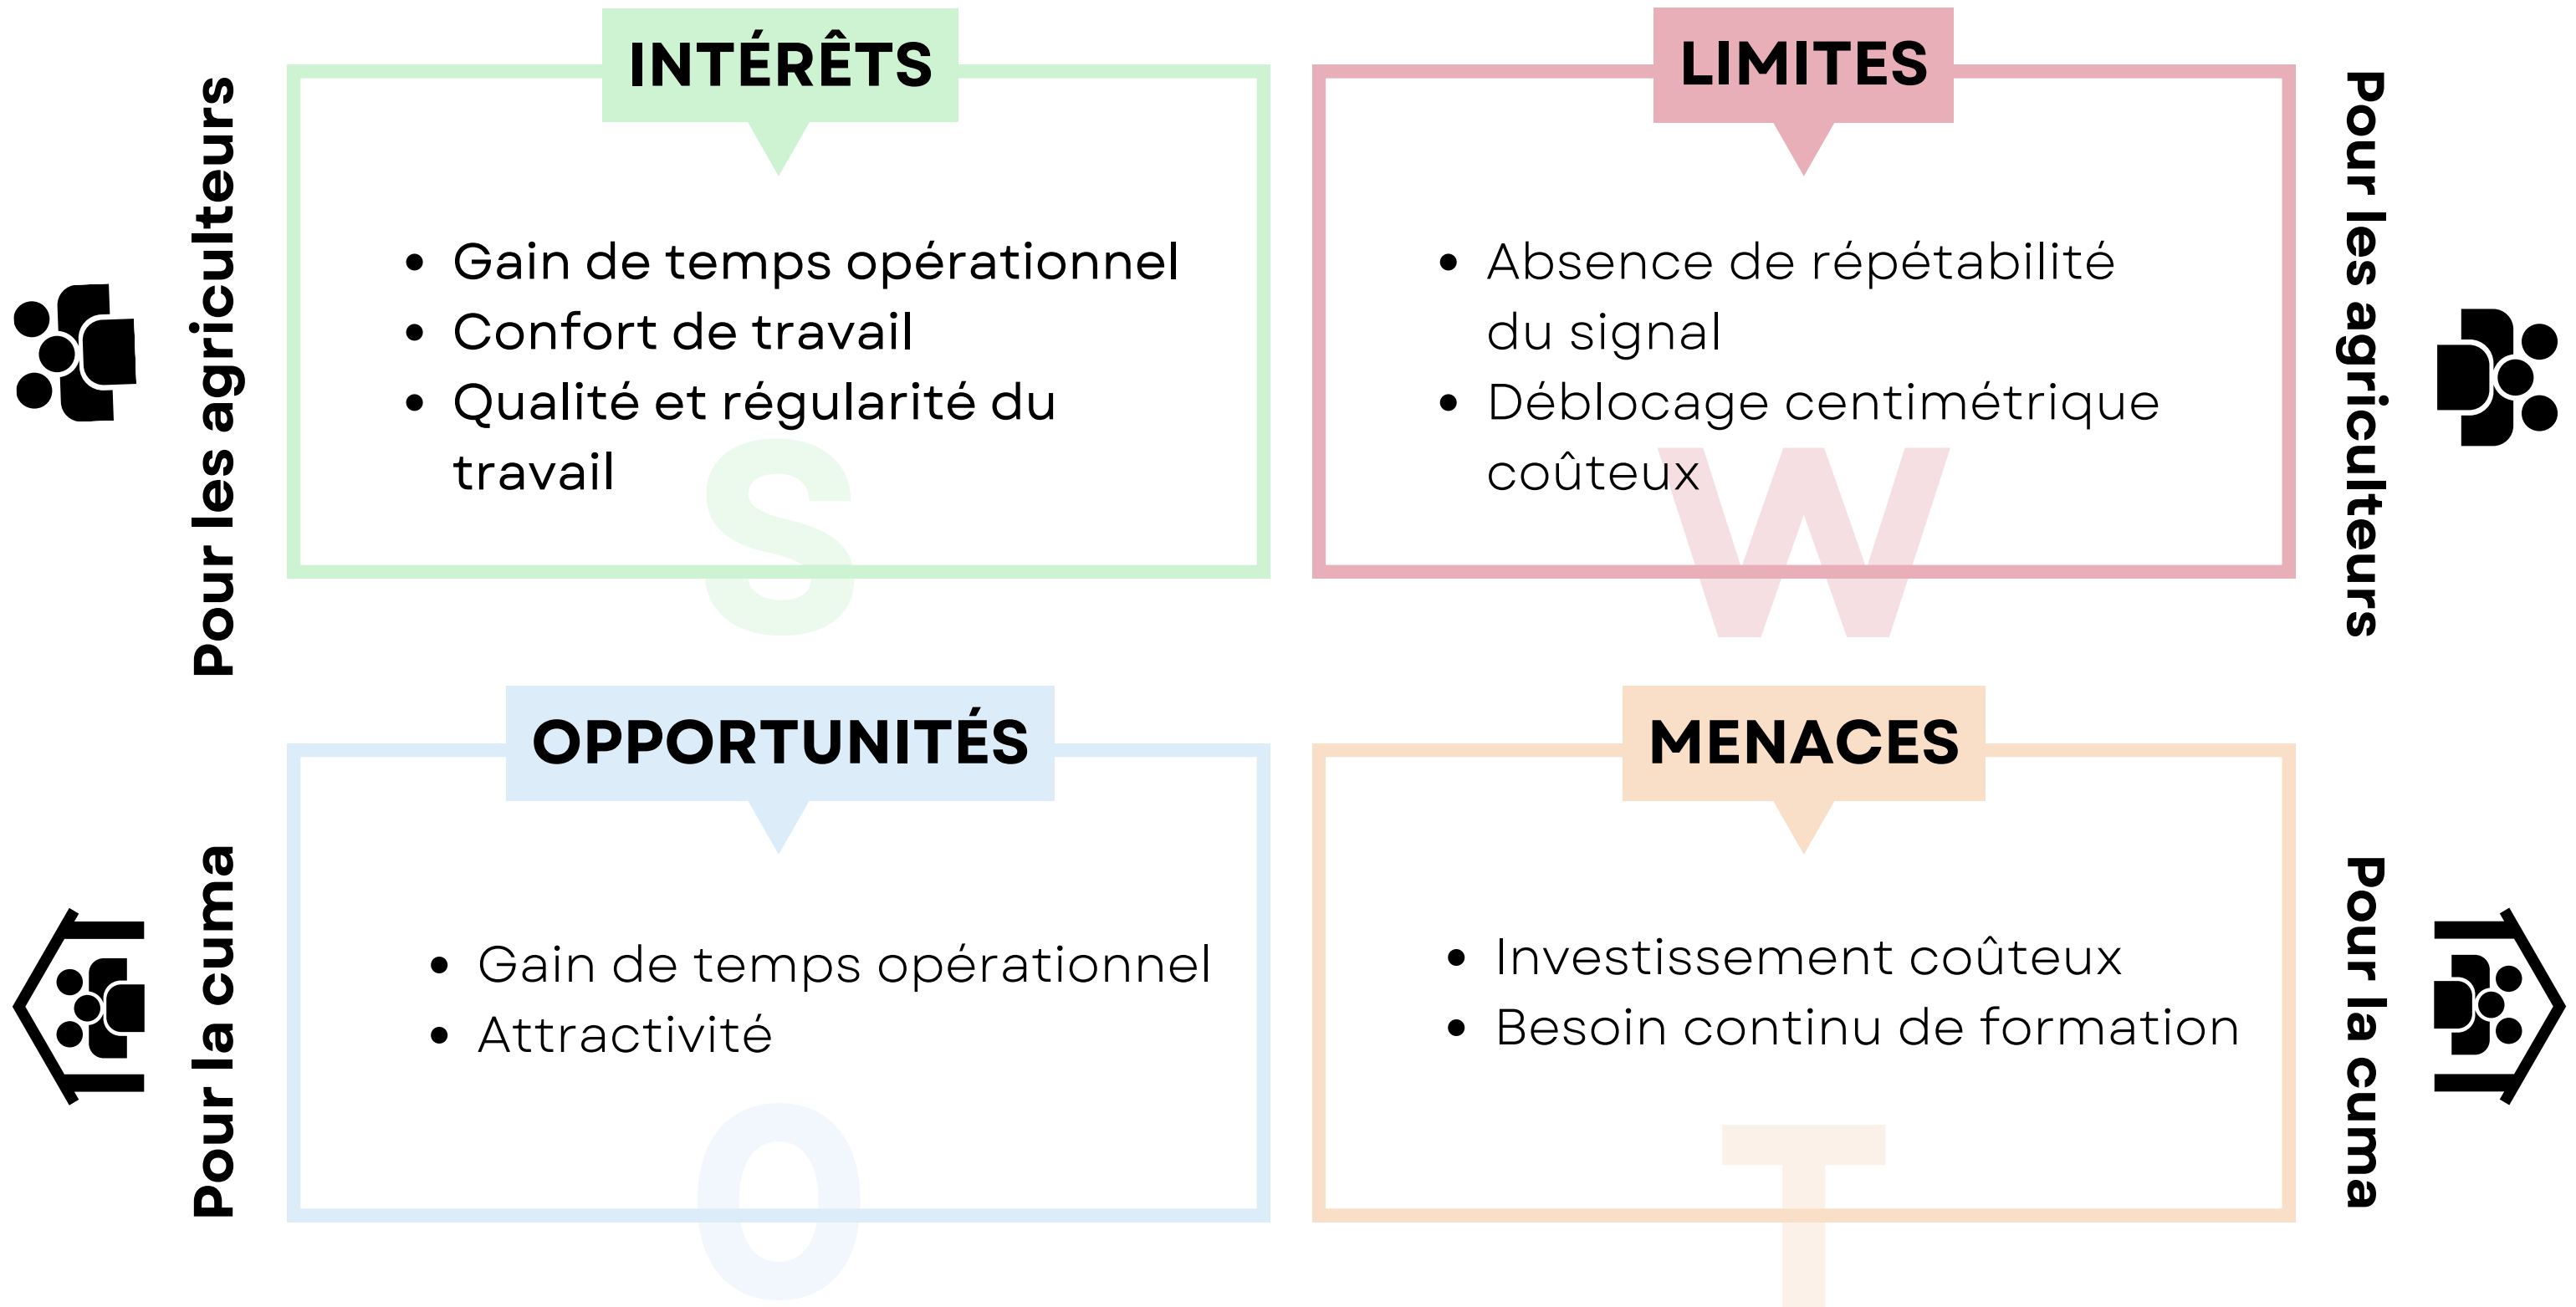 INTÉRÊTS
Pour les agriculteurs
• Gain de temps opérationnel
• Confort de travail
• Qualité et régularité du
travail
S
LIMITES
• Absence de répétabilité
du signal
• Déblocage centimétrique
coûteux
W
Pour les agriculteurs
OPPORTUNITÉS
Pour la cuma
• Gain de temps opérationnel
• Attractivité
O
MENACES
• Investissement coûteux
• Besoin continu de formation
T
Pour la cuma